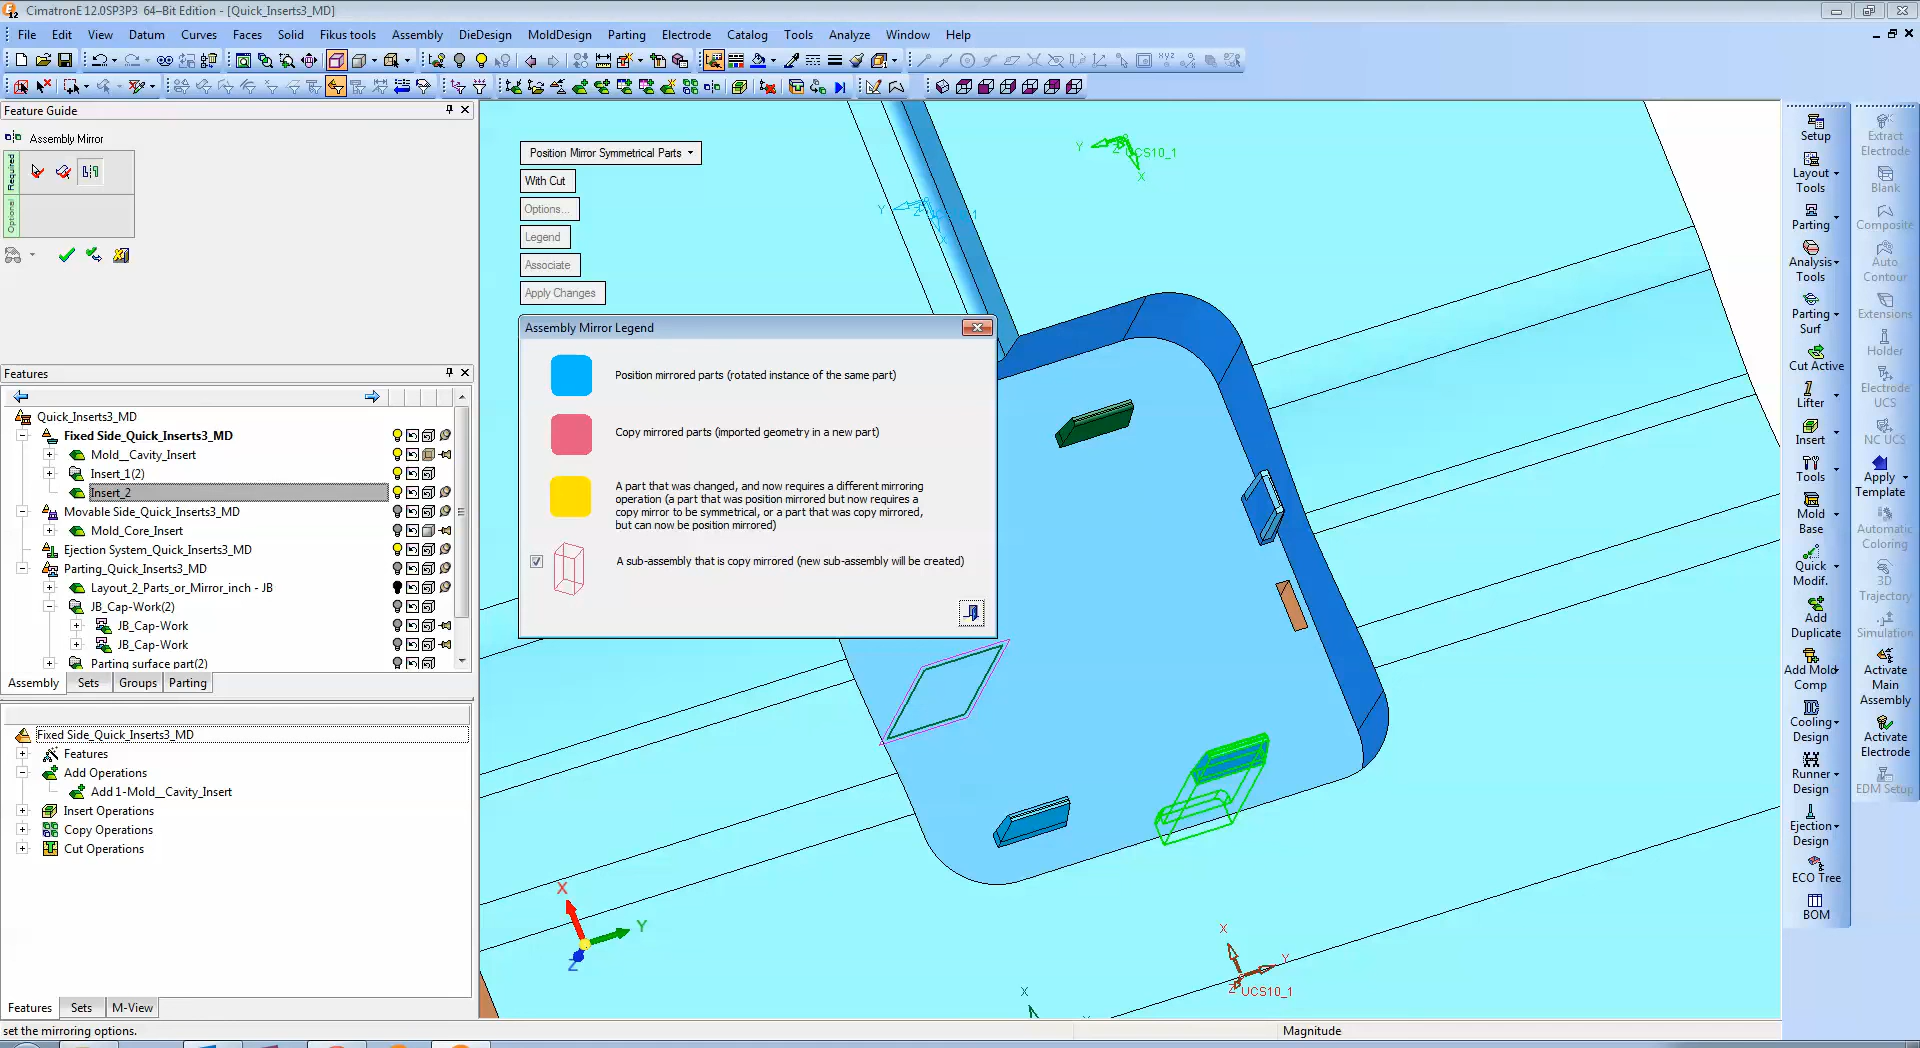 CimatronE 12.0SP3P3 64–Bit Edition - [Quick_Inserts3_MD]
File Edit View Datum Curves Faces Solid Fikus tools Assembly DieDesign MoldDesign Parting Electrode Catalog Tools Analyze Window Help
Feature Guide
Assembly Mirror
Required
Optional
Features
Quick_Inserts3_MD
Fixed Side_Quick_Inserts3_MD
Mold__Cavity_Insert
Insert_1(2)
Insert_2
Movable Side_Quick_Inserts3_MD
Mold_Core_Insert
Ejection System_Quick_Inserts3_MD
Parting_Quick_Inserts3_MD
Layout_2_Parts_or_Mirror_inch - JB
JB_Cap-Work(2)
JB_Cap-Work
JB_Cap-Work
Parting surface part(2)
Assembly Sets Groups Parting
Fixed Side_Quick_Inserts3_MD
Features
Add Operations
Add 1-Mold__Cavity_Insert
Insert Operations
Copy Operations
Cut Operations
Features Sets M-View
set the mirroring options.
Magnitude
Position Mirror Symmetrical Parts
With Cut
Options...
Legend
Associate
Apply Changes
Assembly Mirror Legend
Position mirrored parts (rotated instance of the same part)
Copy mirrored parts (imported geometry in a new part)
A part that was changed, and now requires a different mirroring
operation (a part that was position mirrored but now requires a
copy mirror to be symmetrical, or a part that was copy mirrored,
but can now be position mirrored)
A sub-assembly that is copy mirrored (new sub-assembly will be created)
Y Z UCS10_1
X
Y Z
X
X
Y
Z
X
Y
Z UCS10_1
X
Setup
Layout
Tools
Parting
Analysis
Tools
Parting
Surf
Cut Active
Lifter
Insert
Tools
Mold
Base
Quick
Modif.
Add
Duplicate
Add Mold
Comp
Cooling
Design
Runner
Design
Ejection
Design
ECO Tree
BOM
Extract
Electrode
Blank
Composite
Auto
Contour
Extensions
Holder
Electrode
UCS
NC UCS
Apply
Template
Automatic
Coloring
3D
Trajectory
Simulation
Activate
Main
Assembly
Activate
Electrode
EDM Setup